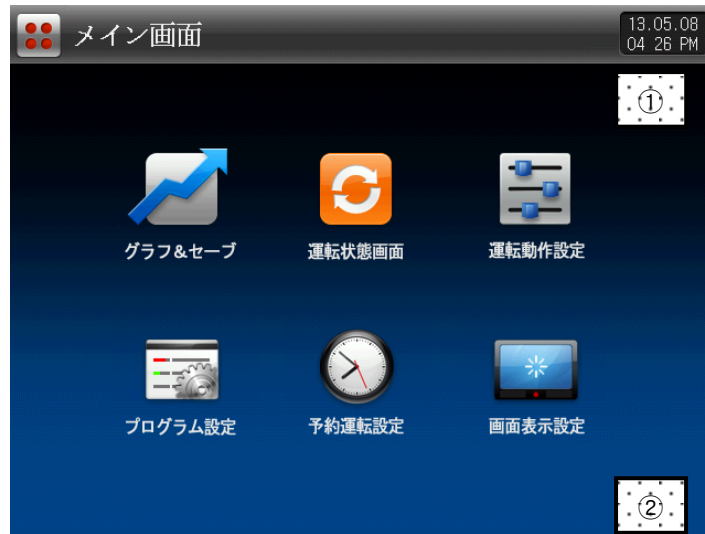 メイン画面
13.05.08
04 26 PM
①
グラフ&セーブ
運転状態画面
運転動作設定
プログラム設定
予約運転設定
画面表示設定
②